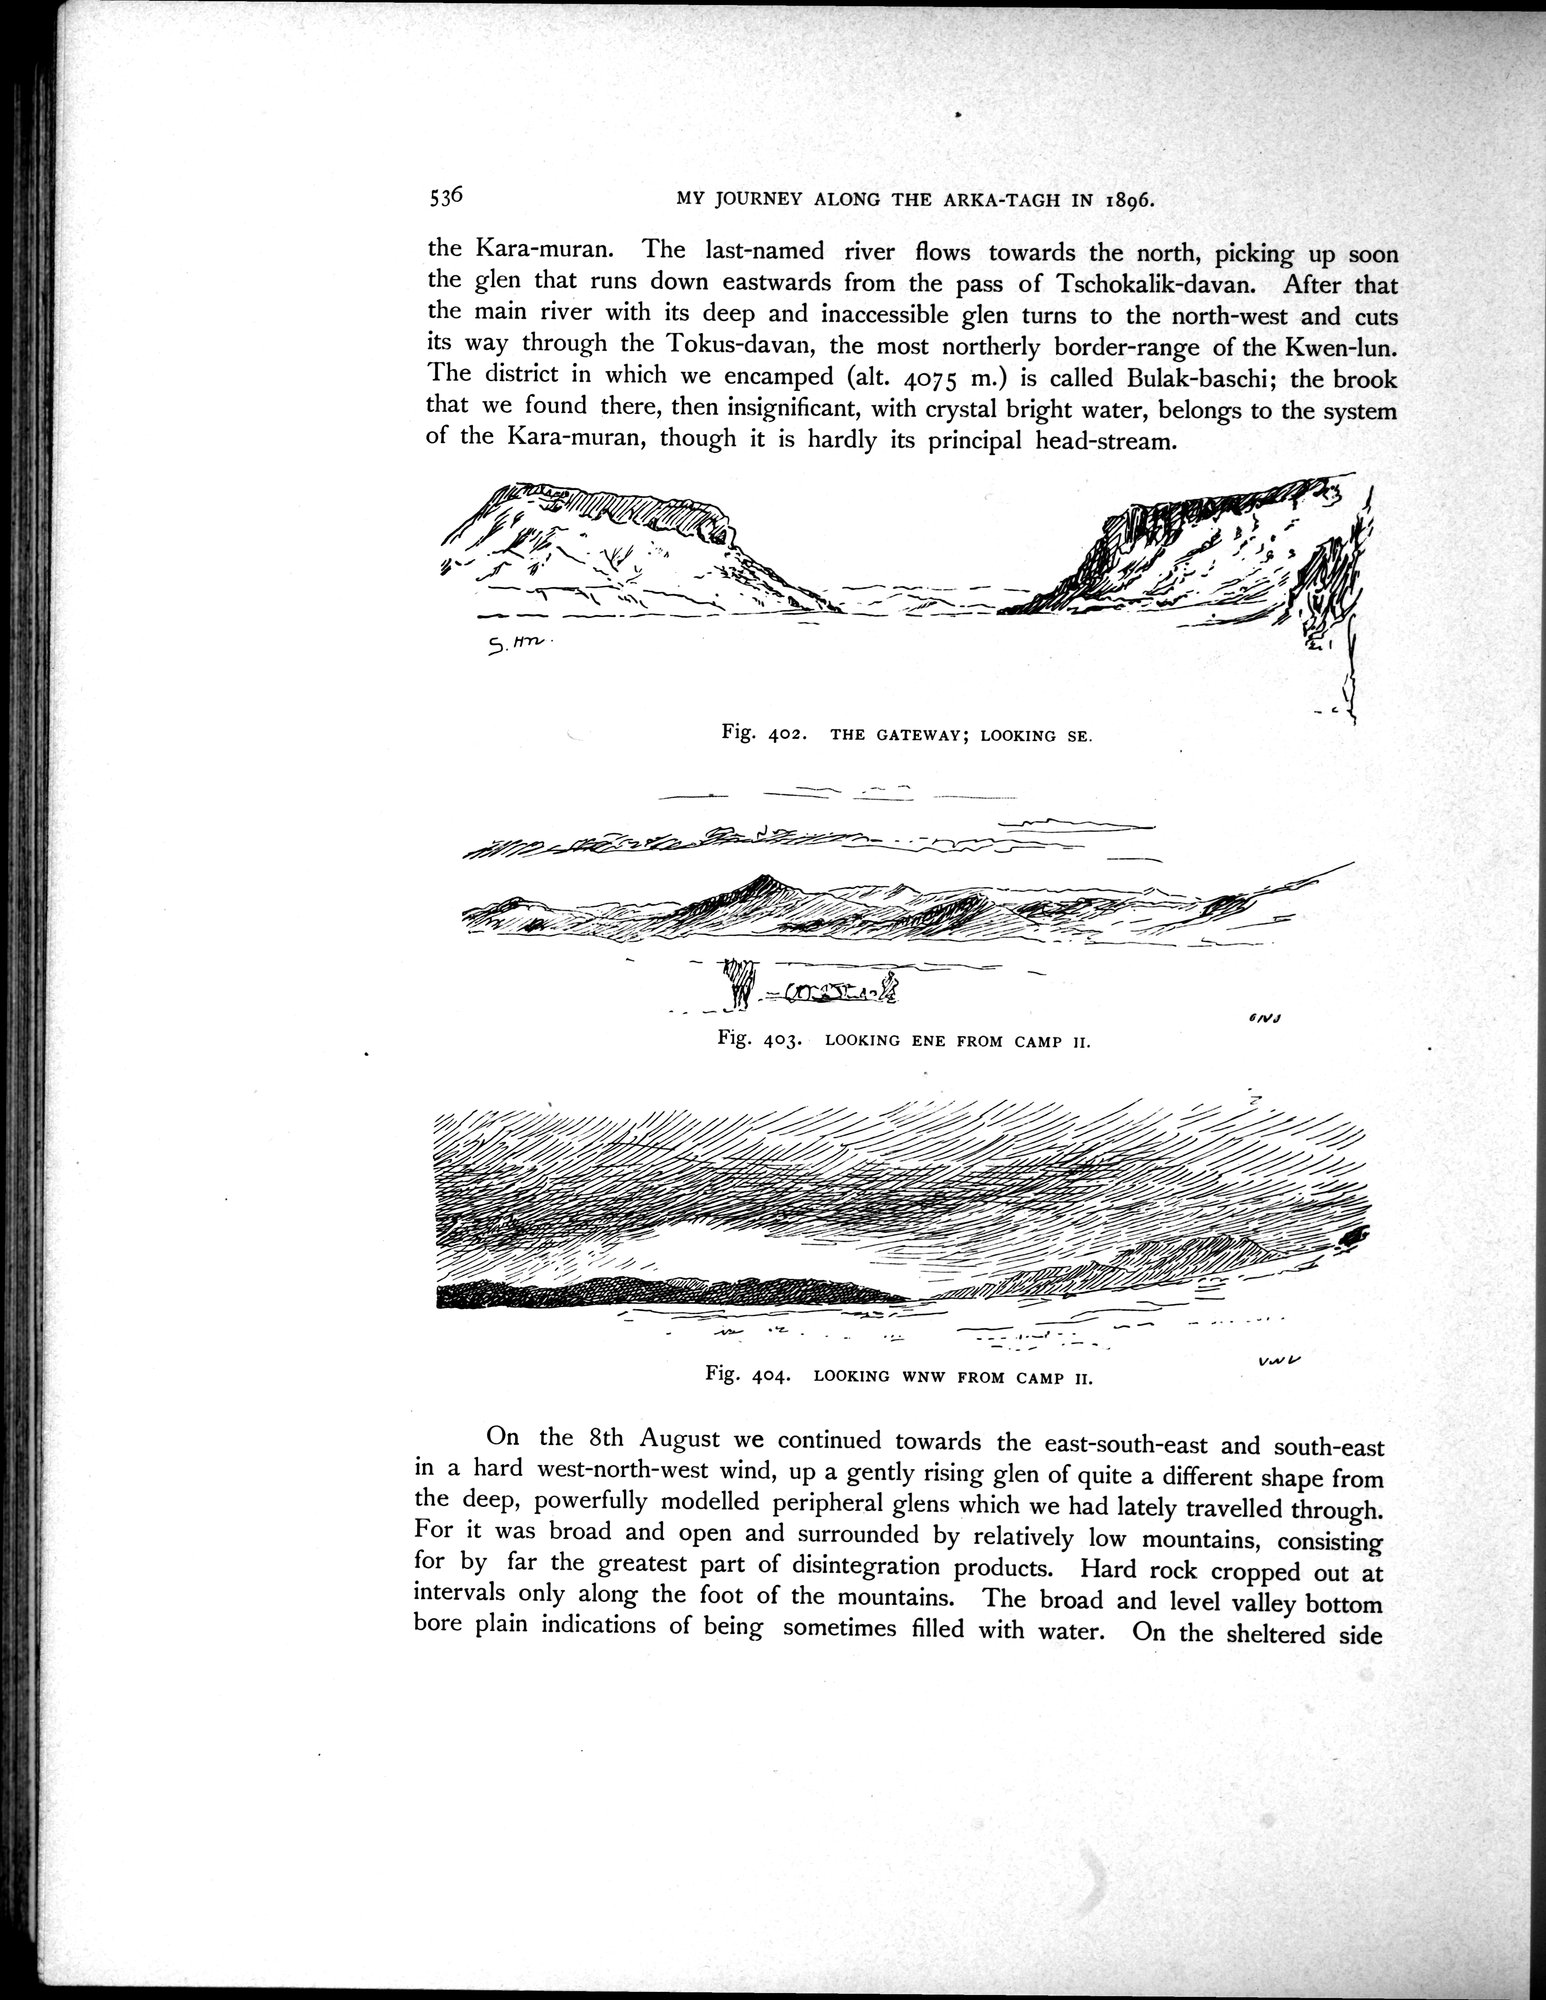 536
MY JOURNEY ALONG THE ARKA-TAGH IN 1896.
the Kara-muran. The last-named river flows towards the north, picking up soon
the glen that runs down eastwards from the pass of Tschokalik-davan. After that
the main river with its deep and inaccessible glen turns to the north-west and cuts
its way through the Tokus-davan, the most northerly border-range of the Kwen-lun.
The district in which we encamped (alt. 4075 m.) is called Bulak-baschi; the brook
that we found there, then insignificant, with crystal bright water, belongs to the system
of the Kara-muran, though it is hardly its principal head-stream.
Fig. 402. THE GATEWAY; LOOKING SE.
Fig. 403. LOOKING ENE FROM CAMP II.
Fig. 404. LOOKING WNW FROM CAMP II.
On the 8th August we continued towards the east-south-east and south-east
in a hard west-north-west wind, up a gently rising glen of quite a different shape from
the deep, powerfully modelled peripheral glens which we had lately travelled through.
For it was broad and open and surrounded by relatively low mountains, consisting
for by far the greatest part of disintegration products. Hard rock cropped out at
intervals only along the foot of the mountains. The broad and level valley bottom
bore plain indications of being sometimes filled with water. On the sheltered side